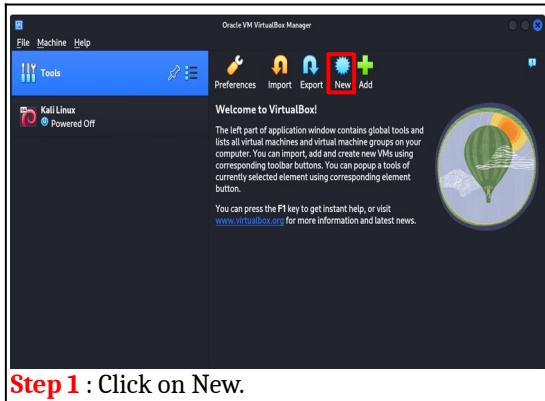 Oracle VM VirtualBox Manager
File Machine Help
Tools
Preferences Import Export New Add
Kali Linux
Powered Off
Welcome to VirtualBox!
The left part of application window contains global tools and
lists all virtual machines and virtual machine groups on your
computer. You can import, add and create new VMs using
corresponding toolbar buttons. You can popup a tools of
currently selected element using corresponding element
button.
You can press the F1 key to get instant help, or visit
www.virtualbox.org for more information and latest news.
Step 1 : Click on New.